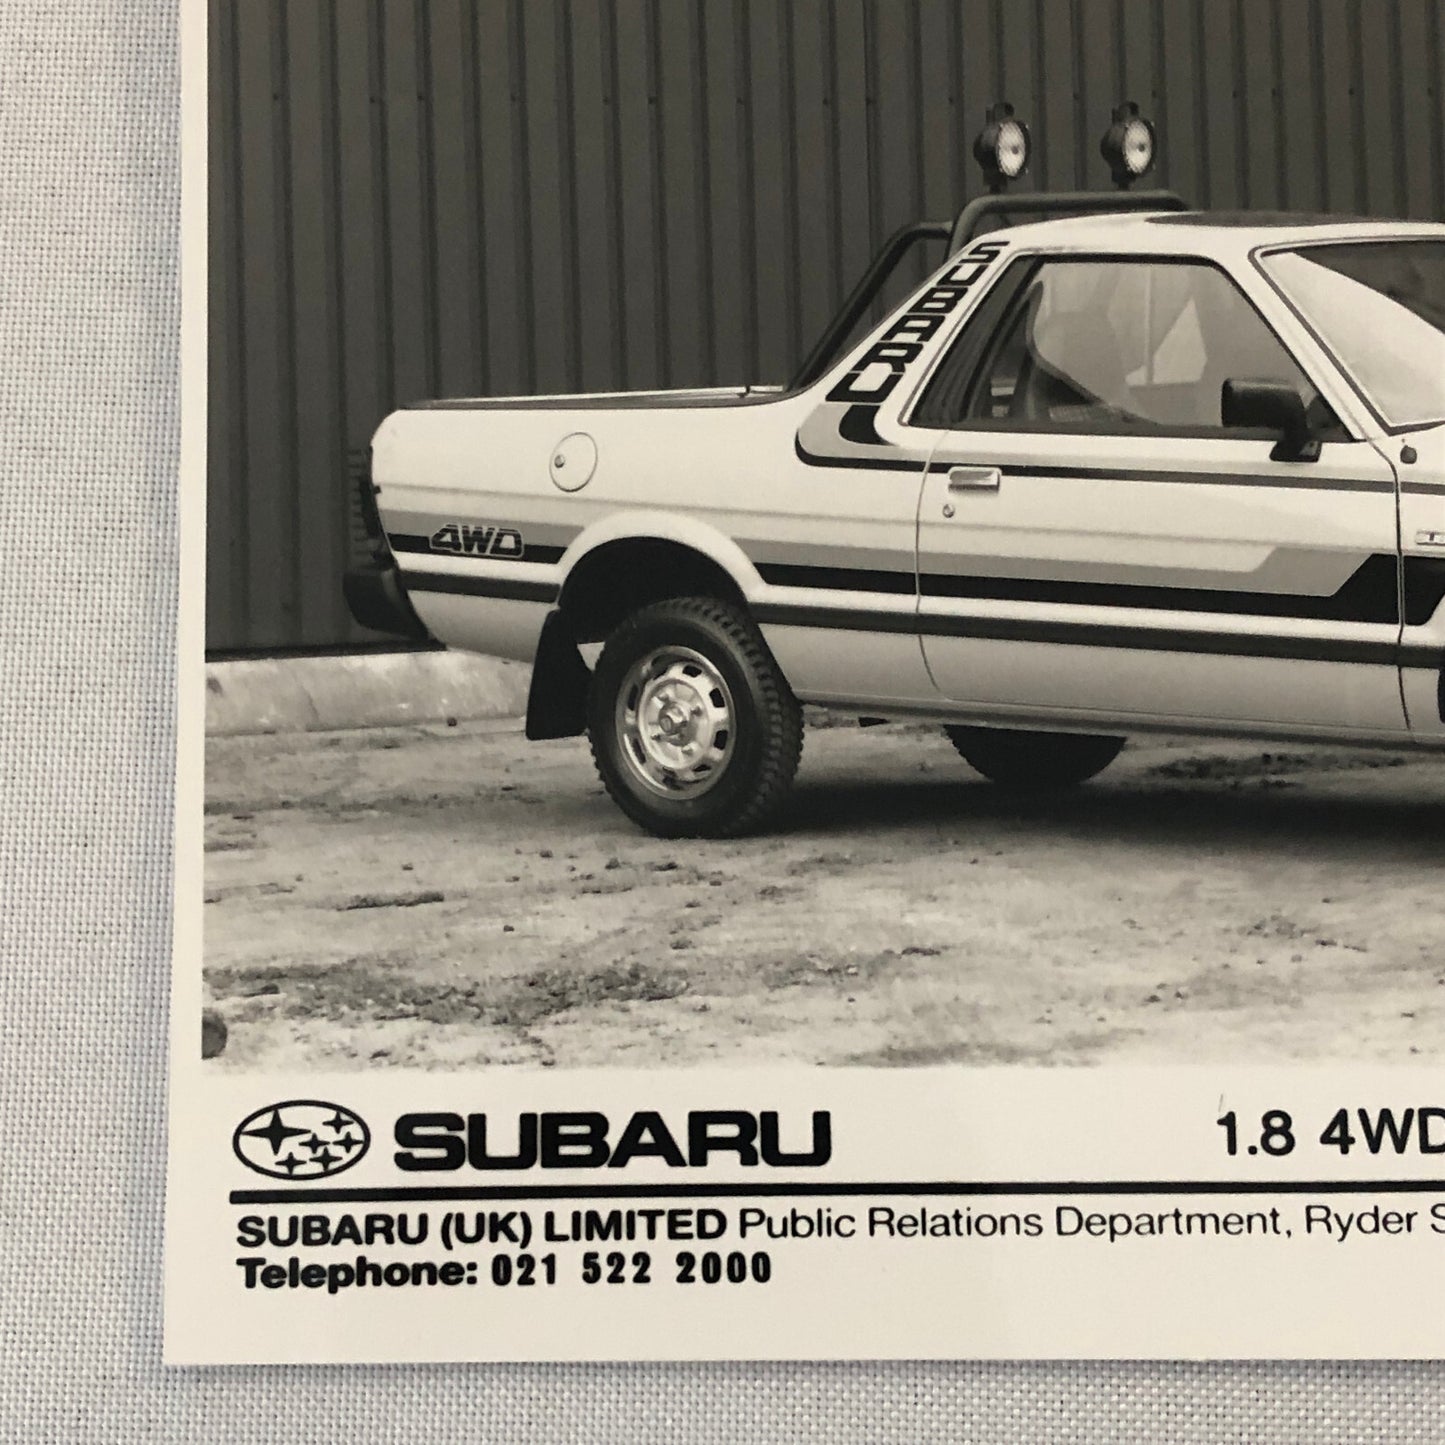 SUBARU
4WD
SUBARU
1.8 4WD
SUBARU (UK) LIMITED Public Relations Department, Ryder
Telephone: 021 522 2000